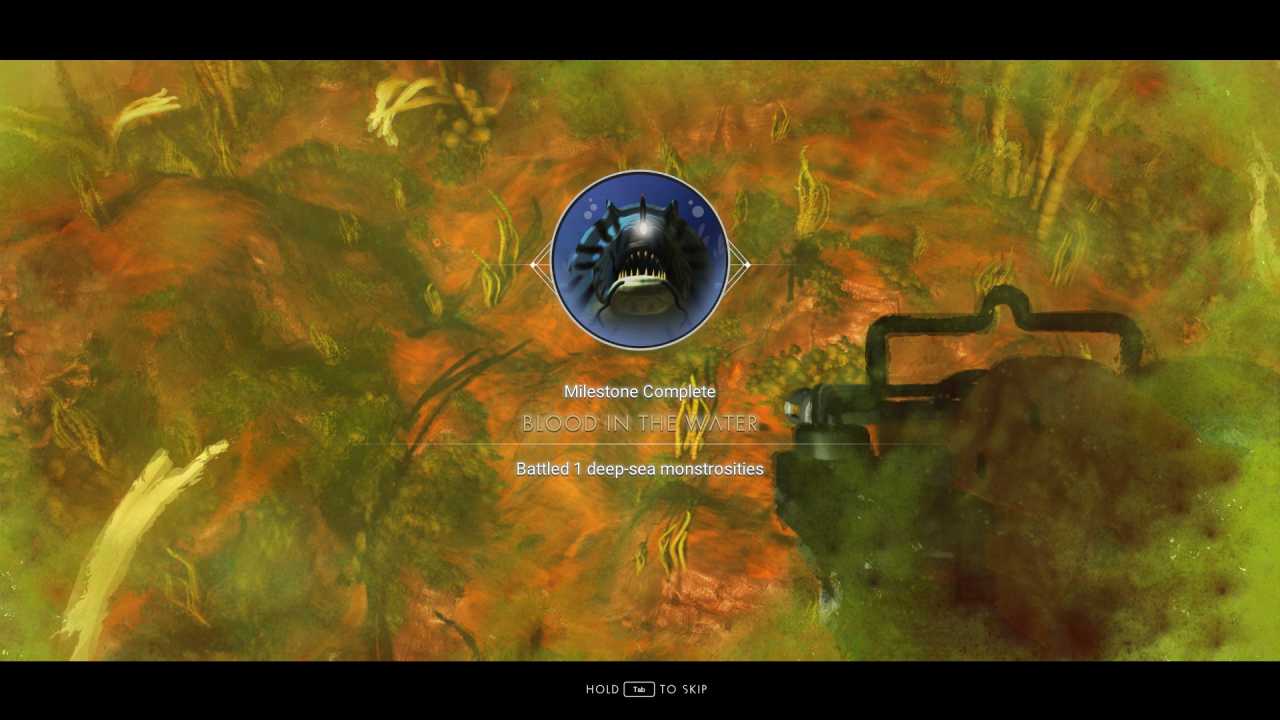 Milestone Complete
BLOOD IN THE WATER
Battled 1 deep-sea monstrosities
HOLD Tab TO SKIP